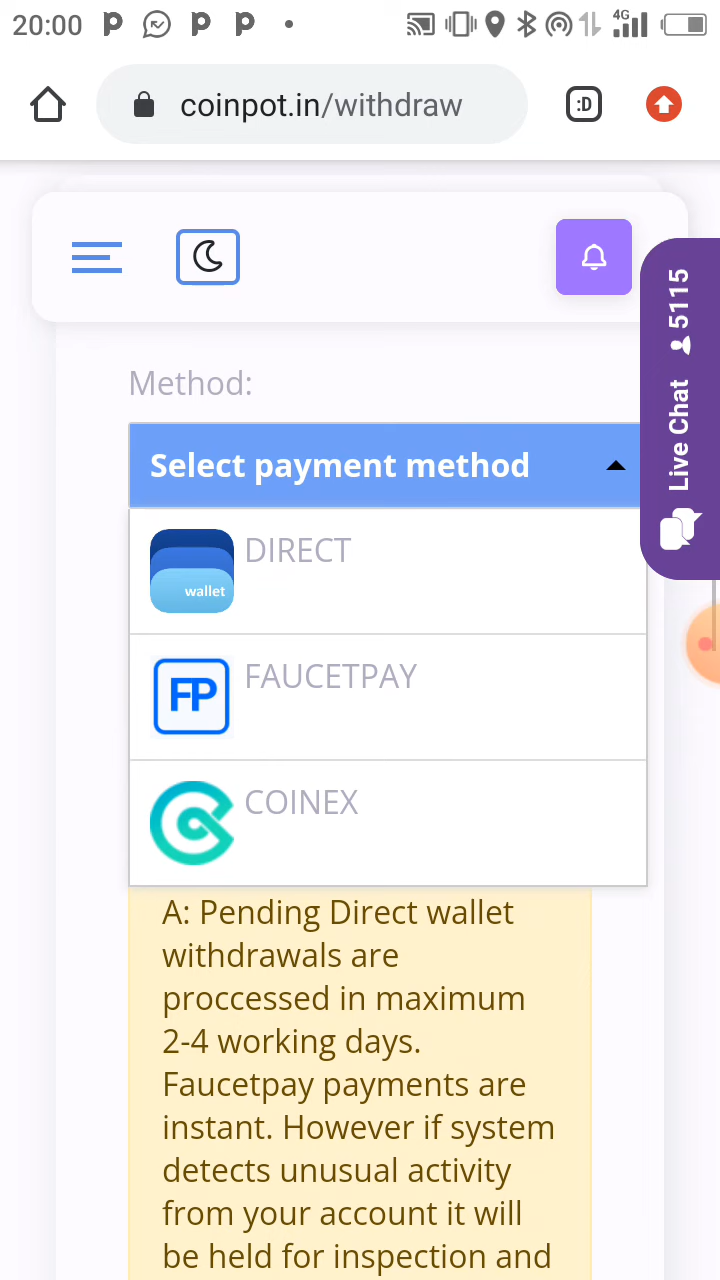 20:00
4G
coinpot.in/withdraw
:D
5115
Live Chat
Method:
Select payment method
wallet
DIRECT
FP
FAUCETPAY
COINEX
A: Pending Direct wallet
withdrawals are
proccessed in maximum
2-4 working days.
Faucetpay payments are
instant. However if system
detects unusual activity
from your account it will
be held for inspection and